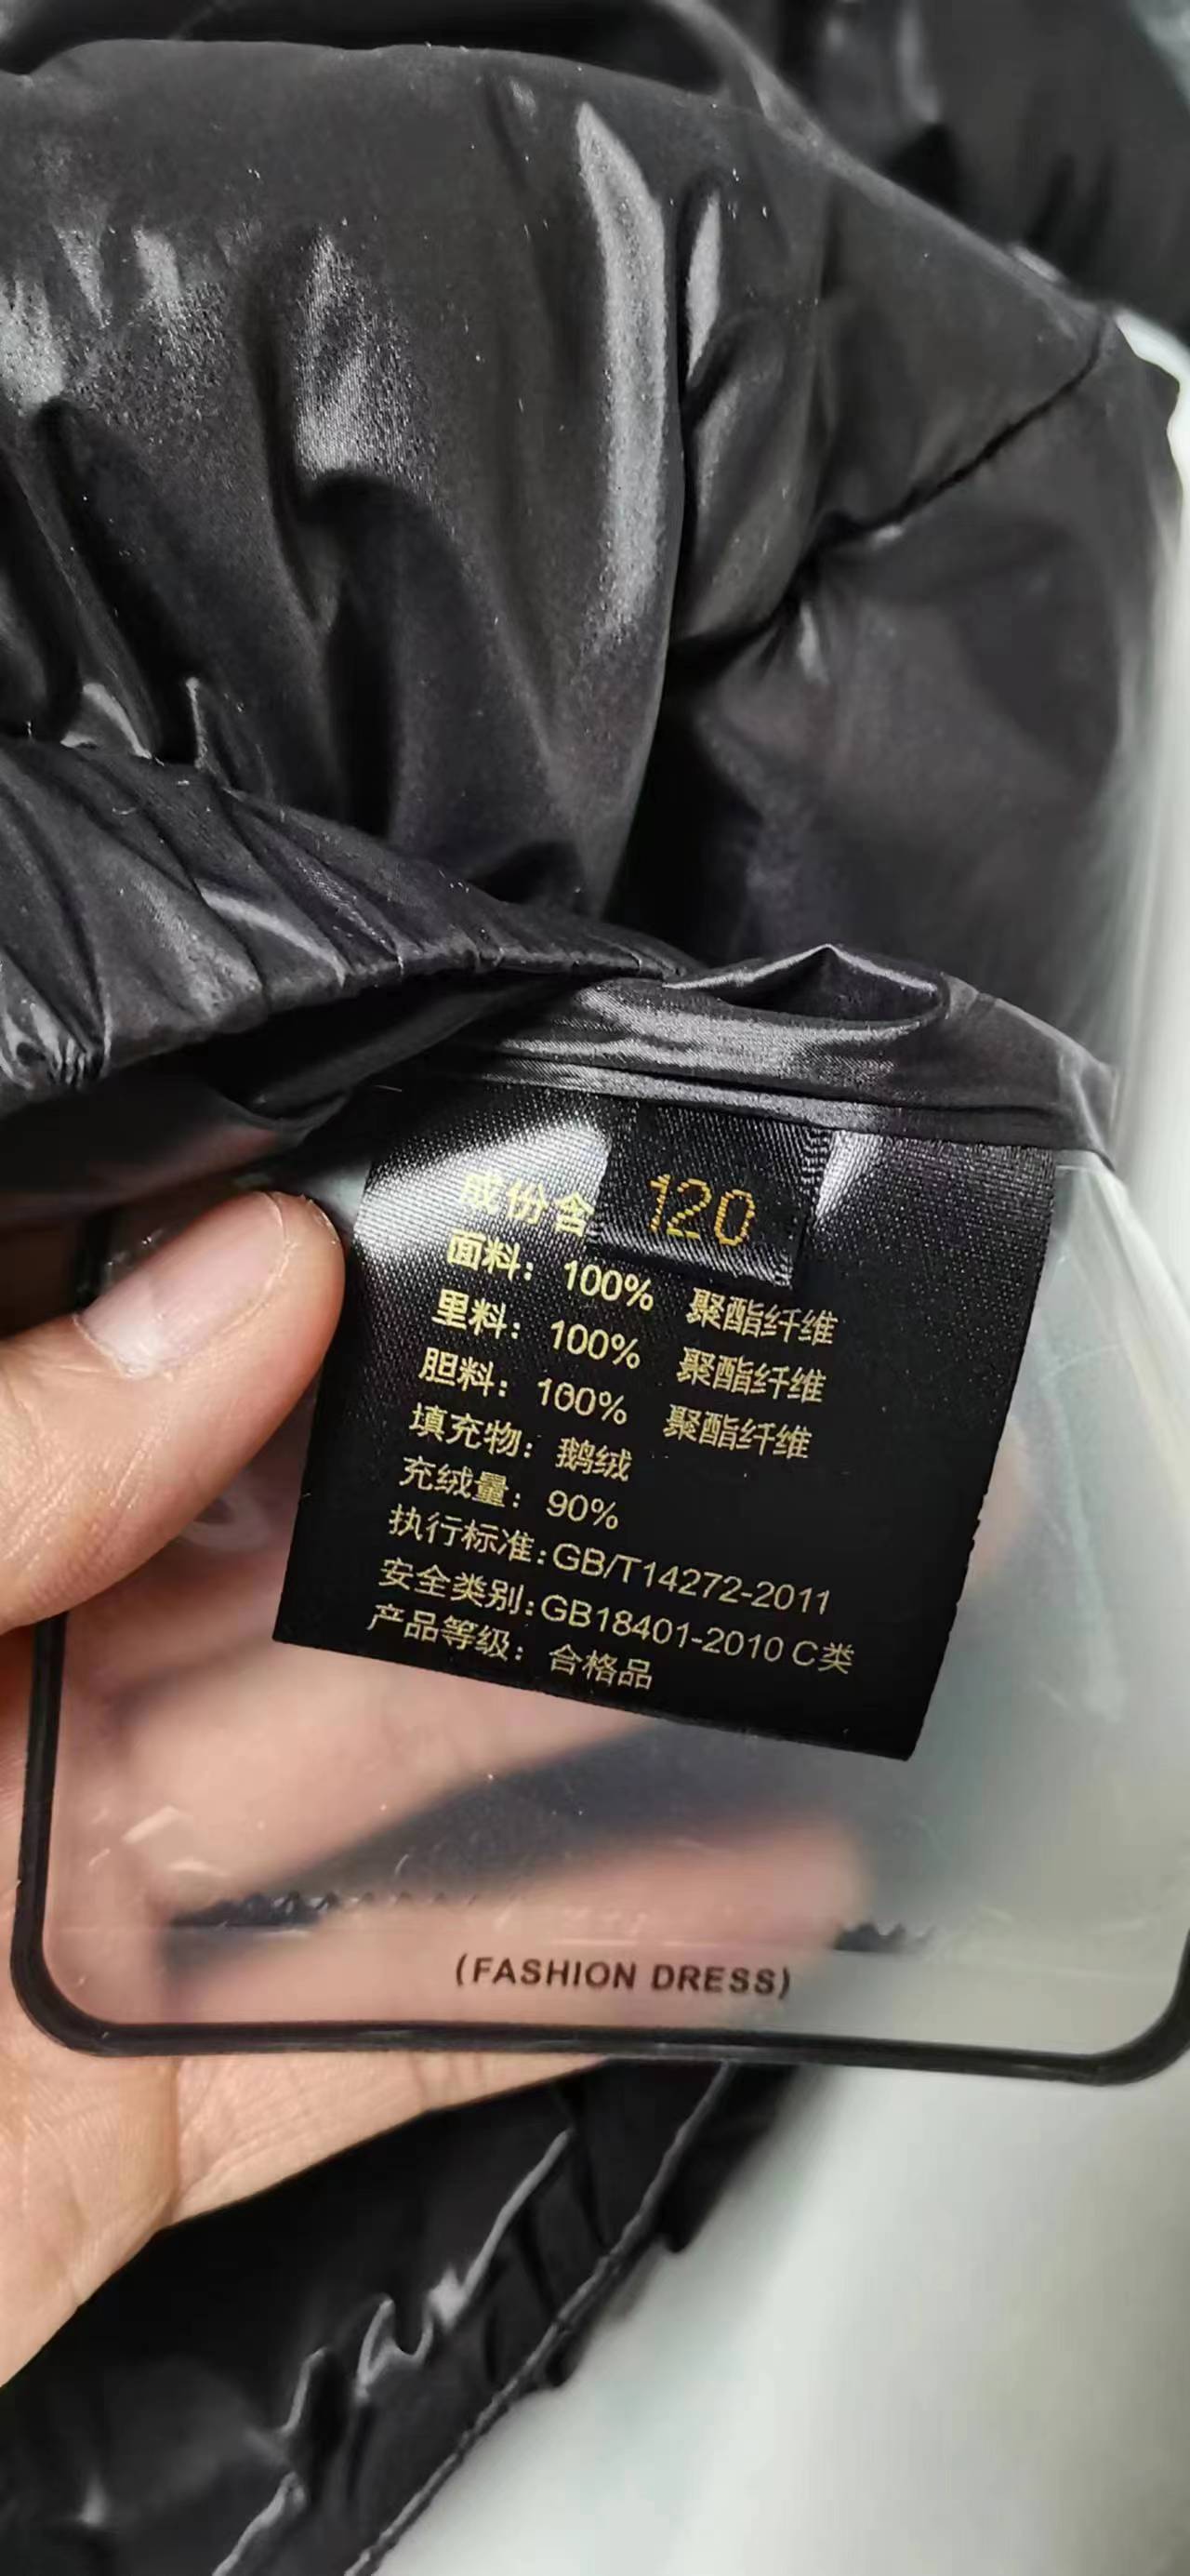 120
成份含
面料：100% 聚酯纤维
里料：100% 聚酯纤维
胆料：100% 聚酯纤维
填充物：鹅绒
充绒量：90%
执行标准：GB/T14272-2011
安全类别：GB18401-2010 C类
产品等级：合格品
(FASHION DRESS)